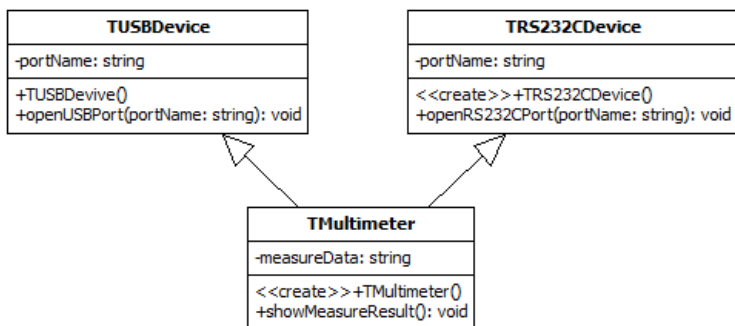 TUSBDevice
-portName: string
+TUSBDevive()
+openUSBPort(portName: string): void
TRS232CDevice
-portName: string
<<create>>+TRS232CDevice()
+openRS232CPort(portName: string): void
TMultimeter
-measureData: string
<<create>>+TMultimeter()
+showMeasureResult(): void